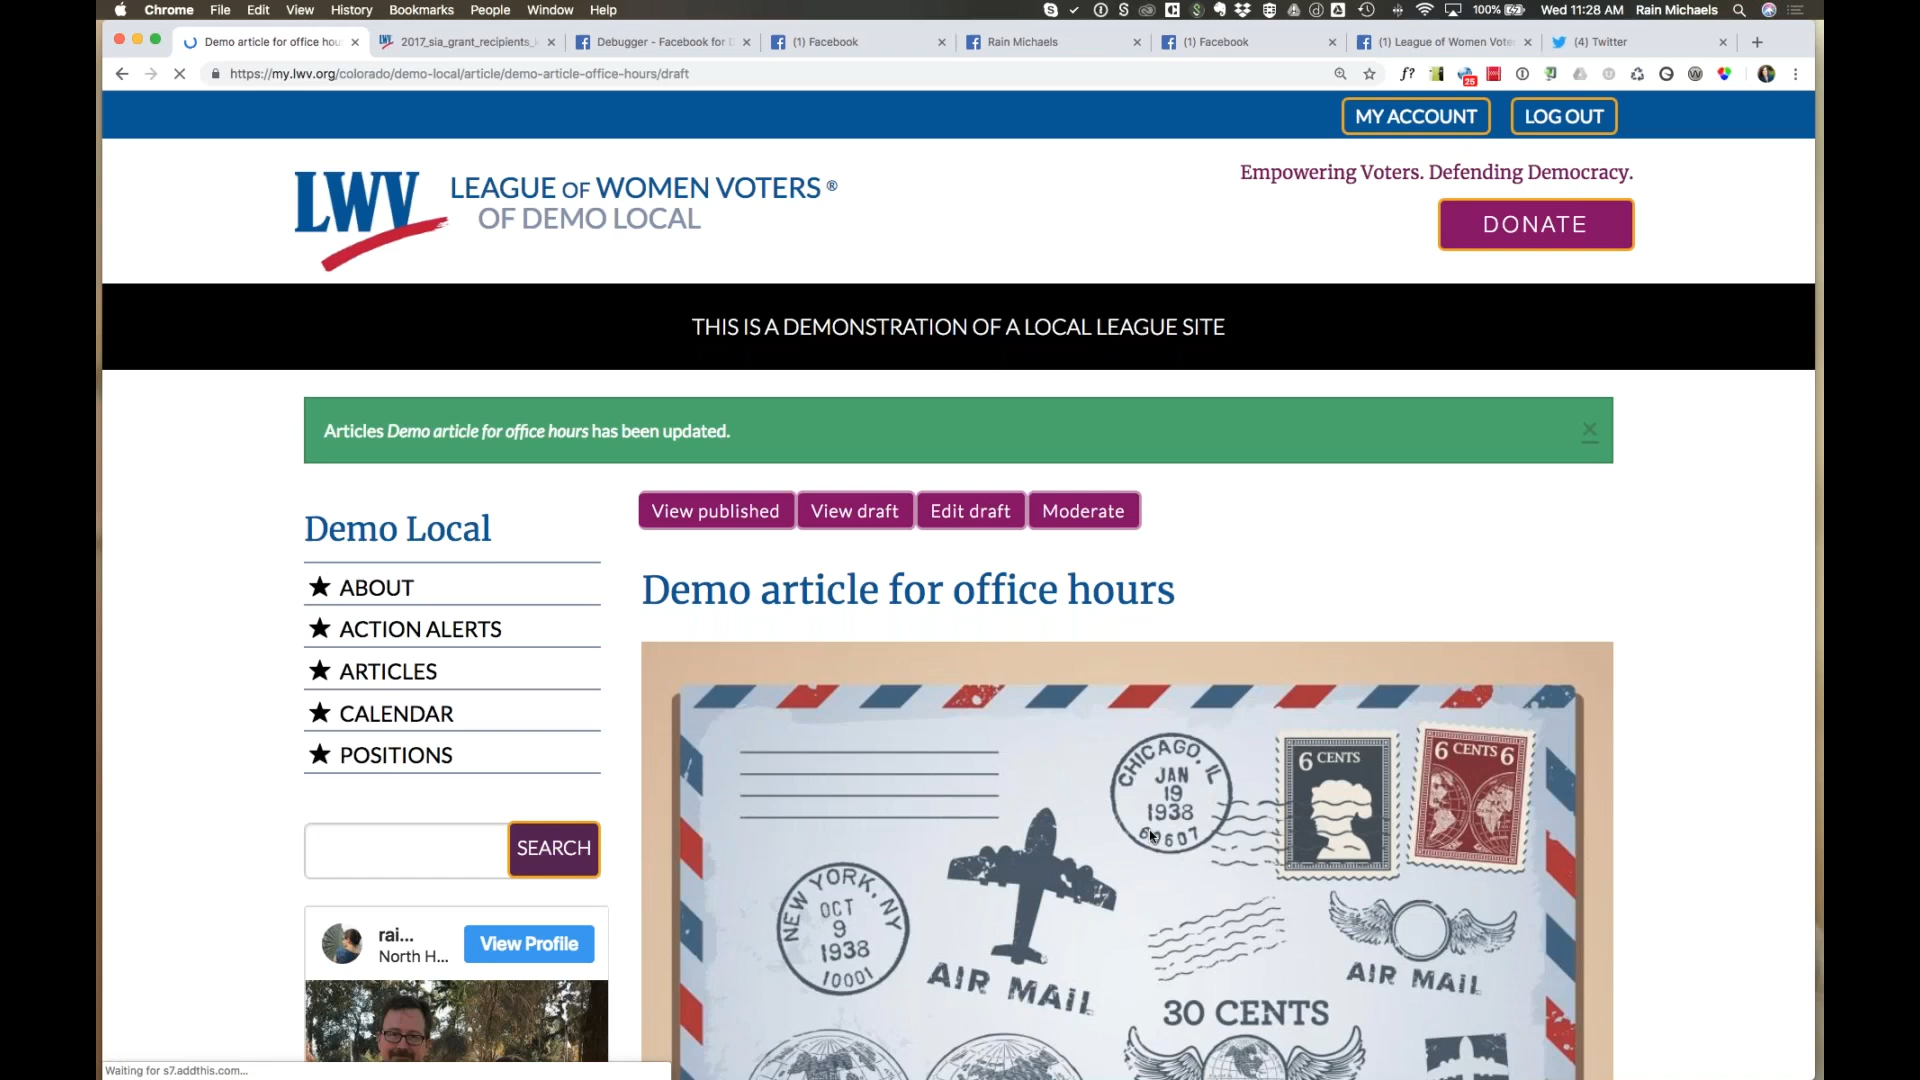 Chrome File Edit View History Bookmarks People Window Help 100% Wed 11:28 AM Rain Michaels
Demo article for office hou
2017_sia_grant_recipients_
Debugger - Facebook for D
(1) Facebook
Rain Michaels
(1) Facebook
(1) League of Women Vote
(4) Twitter
https://my.lwv.org/colorado/demo-local/article/demo-article-office-hours/draft
25
MY ACCOUNT LOG OUT
LWV LEAGUE OF WOMEN VOTERS ®
OF DEMO LOCAL
Empowering Voters. Defending Democracy.
DONATE
THIS IS A DEMONSTRATION OF A LOCAL LEAGUE SITE
Articles Demo article for office hours has been updated.
View published View draft Edit draft Moderate
Demo Local
ABOUT
ACTION ALERTS
ARTICLES
CALENDAR
POSITIONS
SEARCH
rai...
North H...
View Profile
Demo article for office hours
CHICAGO, IL
JAN
19
1938
60607
6 CENTS
6 CENTS 6
NEW YORK, NY
OCT
9
1938
10001
AIR MAIL
AIR MAIL
30 CENTS
Waiting for s7.addthis.com...